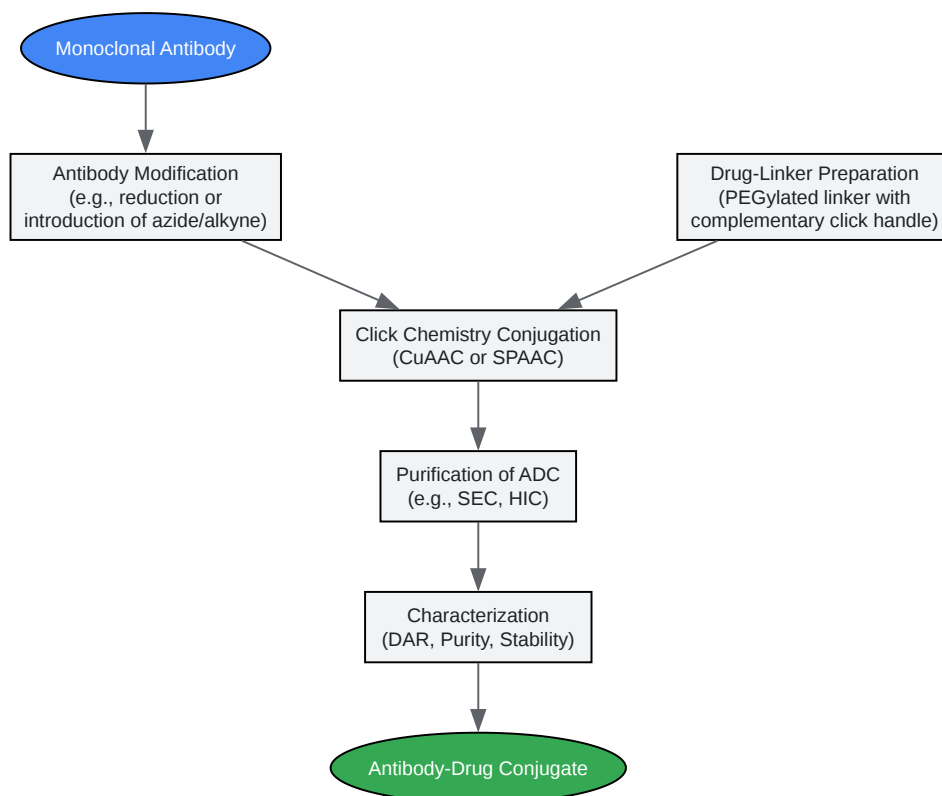 Monoclonal Antibody
Antibody Modification
(e.g., reduction or
introduction of azide/alkyne)
Drug-Linker Preparation
(PEGylated linker with
complementary click handle)
Click Chemistry Conjugation
(CuAAC or SPAAC)
Purification of ADC
(e.g., SEC, HIC)
Characterization
(DAR, Purity, Stability)
Antibody-Drug Conjugate